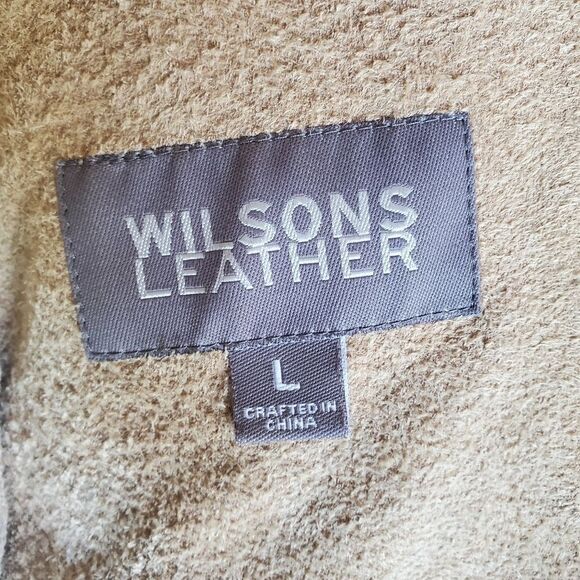 WILSONS
LEATHER
L
CRAFTED IN
CHINA